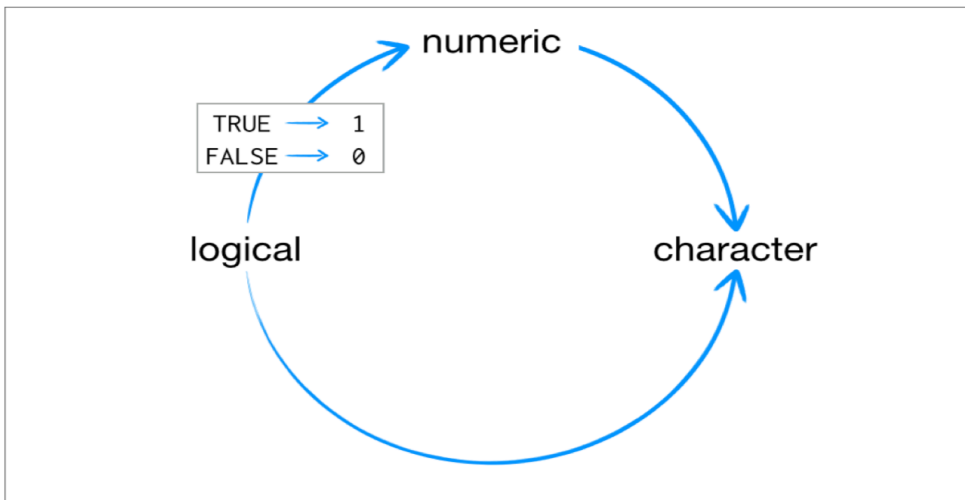 numeric
TRUE → 1
FALSE → 0
logical
character